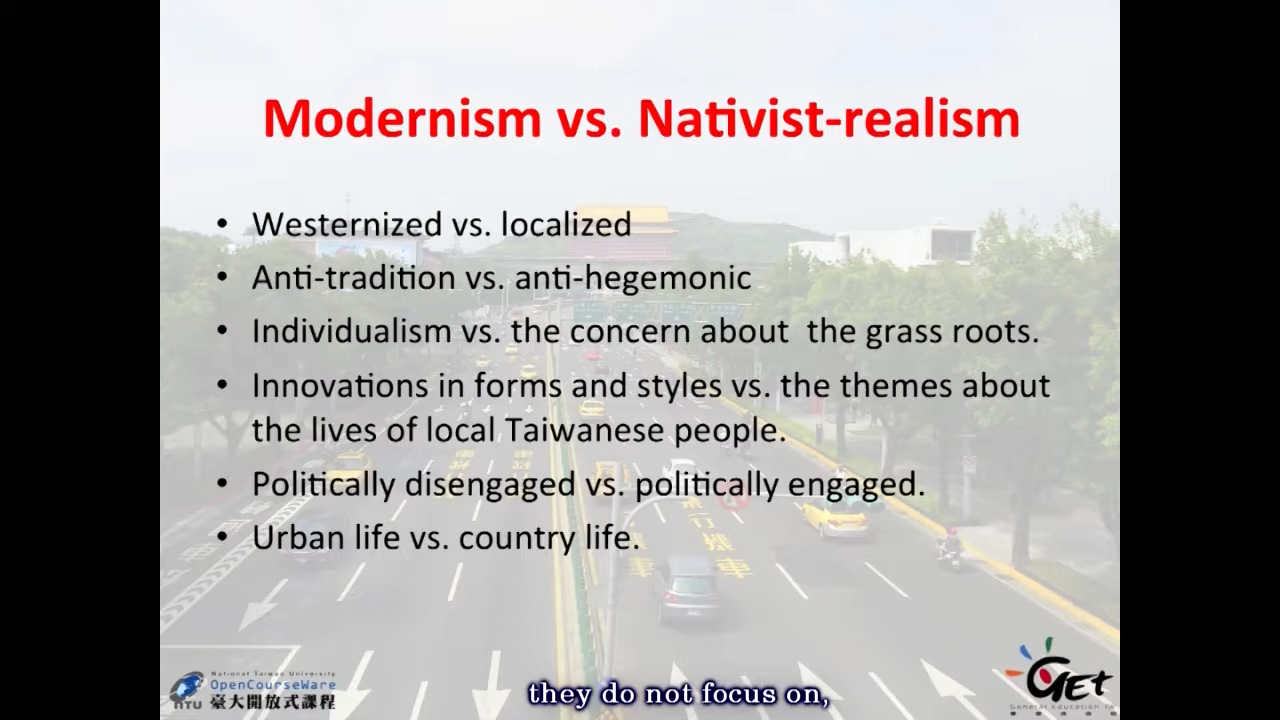 Modernism vs. Nativist-realism
• Westernized vs. localized
• Anti-tradition vs. anti-hegemonic
• Individualism vs. the concern about  the grass roots.
• Innovations in forms and styles vs. the themes about
the lives of local Taiwanese people.
• Politically disengaged vs. politically engaged.
• Urban life vs. country life.
National Taiwan University
OpenCourseWare
NTU 臺大開放式課程
GET
they do not focus on,